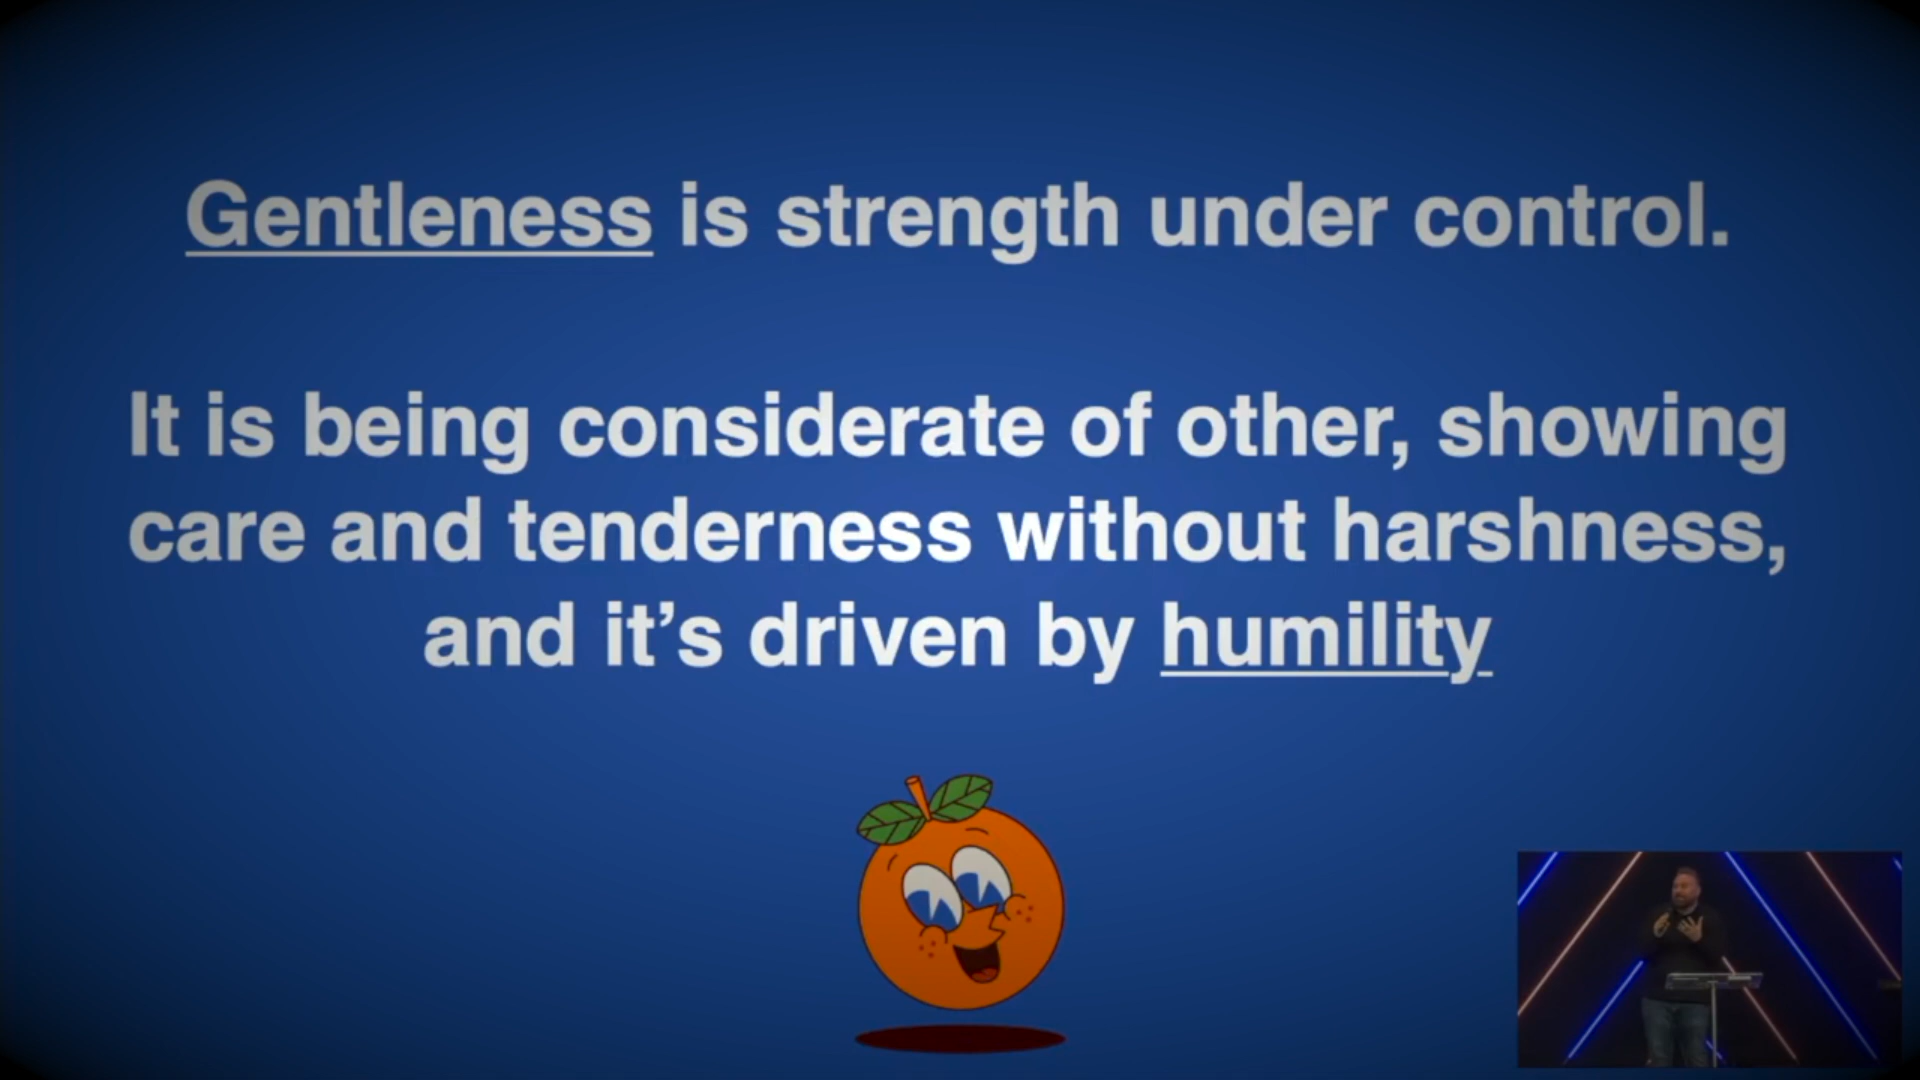 Gentleness is strength under control.
It is being considerate of other, showing
care and tenderness without harshness,
and it’s driven by humility